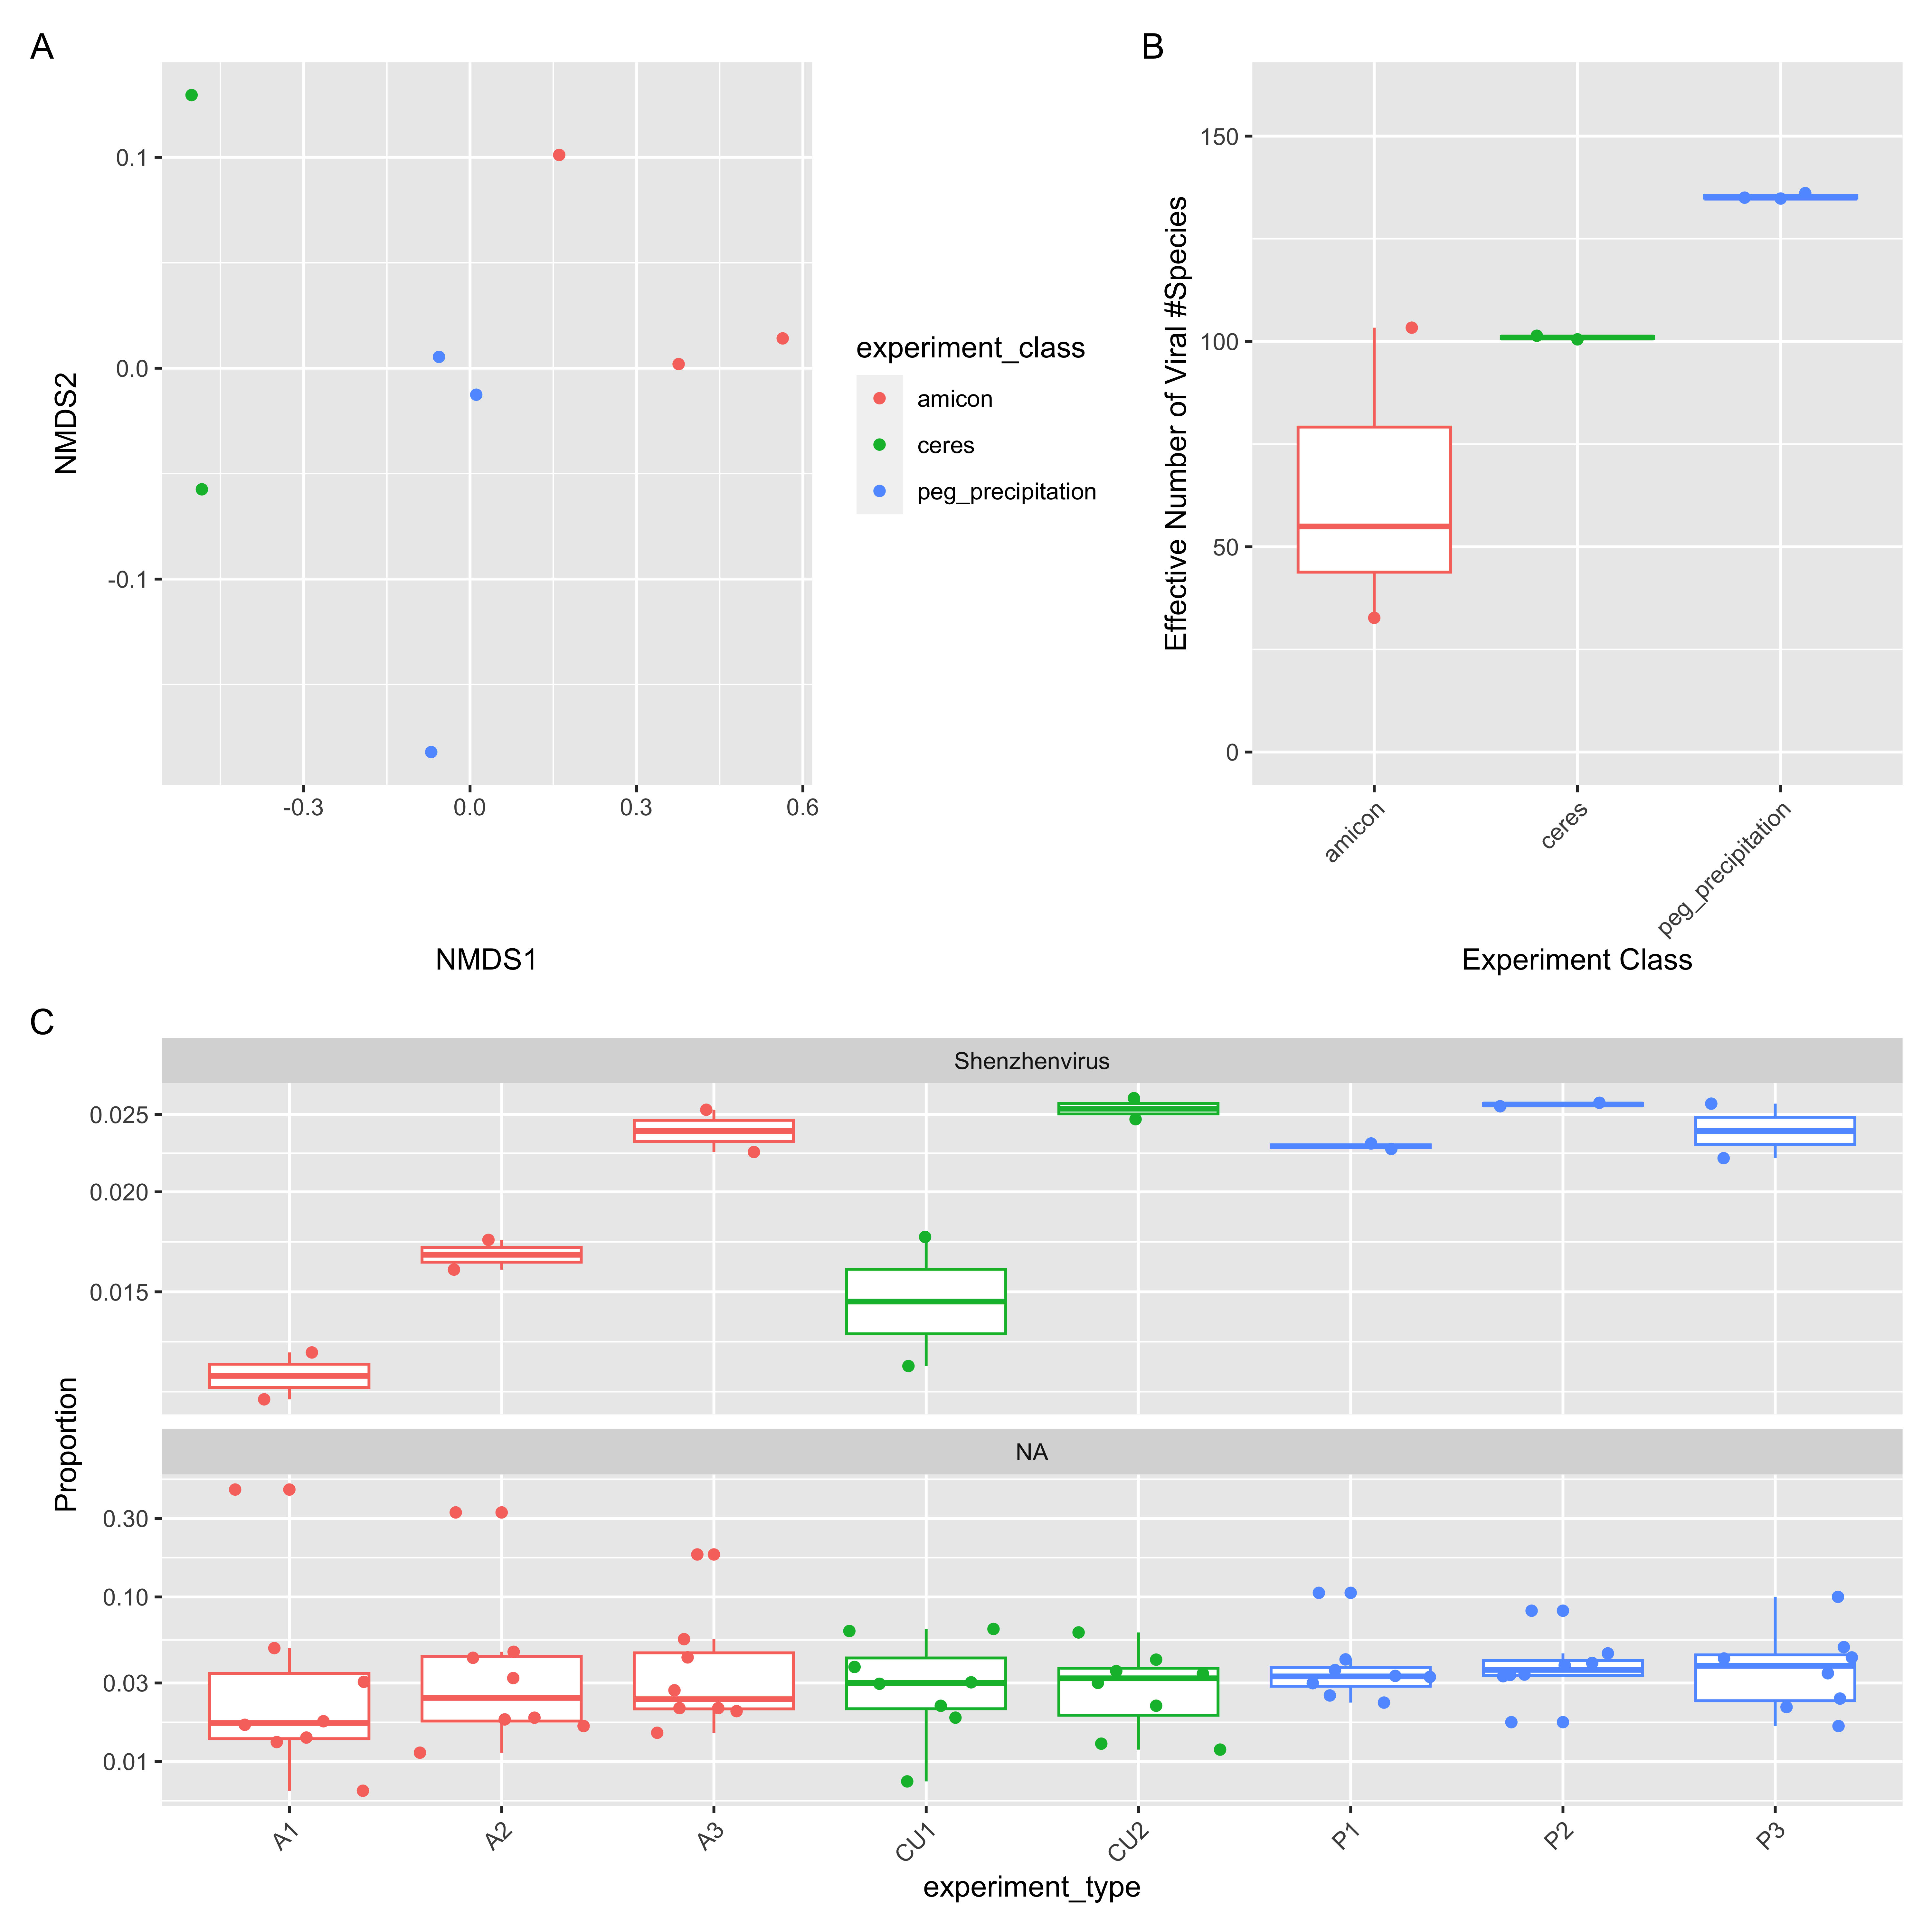 A
NMDS2
0.1
0.0
-0.1
-0.3
0.0
0.3
0.6
NMDS1
experiment_class
amicon
ceres
peg_precipitation
B
Effective Number of Viral #Species
150
100
50
0
amicon
ceres
peg_precipitation
Experiment Class
C
Proportion
Shenzhenvirus
0.025
0.020
0.015
NA
0.30
0.10
0.03
0.01
A1
A2
A3
CU1
CU2
P1
P2
P3
experiment_type